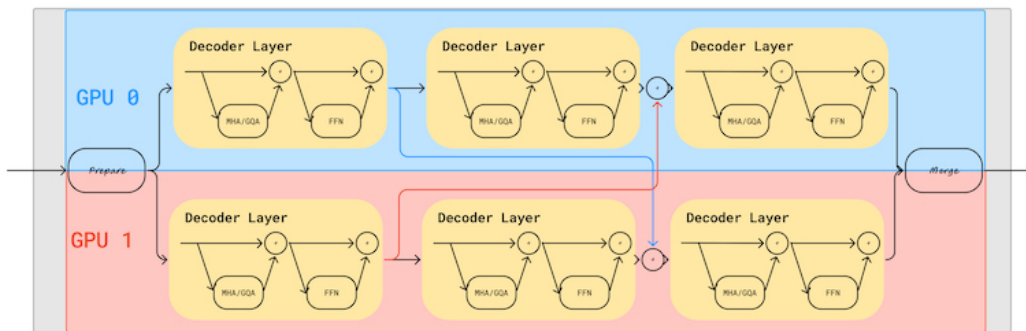 Decoder Layer
Decoder Layer
Decoder Layer
GPU 0
MHA/GQA
FFN
MHA/GQA
FFN
MHA/GQA
FFN
Prepare
Merge
Decoder Layer
Decoder Layer
Decoder Layer
GPU 1
MHA/GQA
FFN
MHA/GQA
FFN
MHA/GQA
FFN